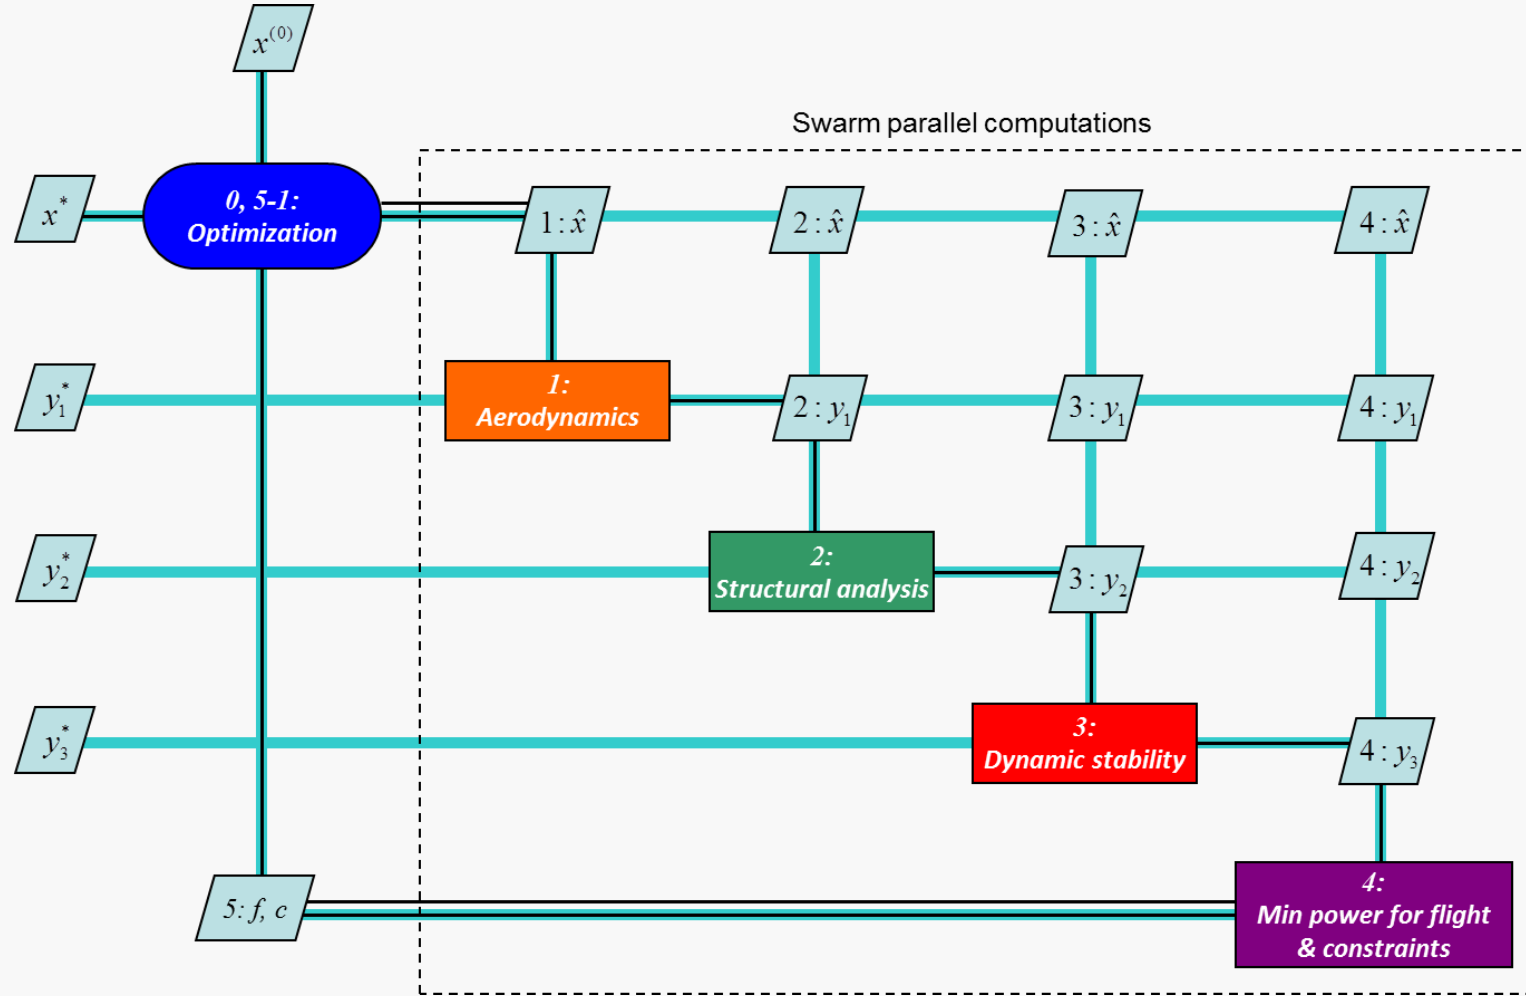 x⁽⁰⁾
Swarm parallel computations
x*
0, 5-1:
Optimization
1 : x̂
2 : x̂
3 : x̂
4 : x̂
y₁*
1:
Aerodynamics
2 : y₁
3 : y₁
4 : y₁
y₂*
2:
Structural analysis
3 : y₂
4 : y₂
y₃*
3:
Dynamic stability
4 : y₃
5: f, c
4:
Min power for flight
& constraints